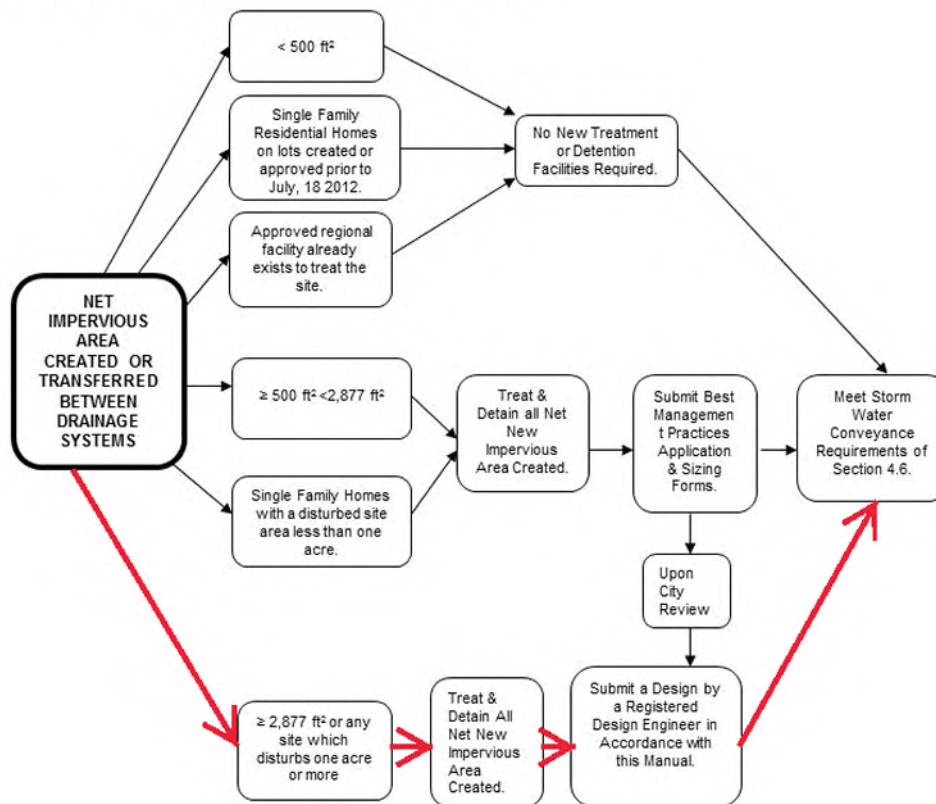 < 500 ft²
Single Family
Residential Homes
on lots created or
approved prior to
July, 18 2012.
No New Treatment
or Detention
Facilities Required.
Approved regional
facility already
exists to treat the
site.
NET
IMPERVIOUS
AREA
CREATED OR
TRANSFERRED
BETWEEN
DRAINAGE
SYSTEMS
≥ 500 ft² <2,877 ft²
Single Family Homes
with a disturbed site
area less than one
acre.
Treat &
Detain all Net
New
Impervious
Area Created.
Submit Best
Managemen
t Practices
Application
& Sizing
Forms.
Meet Storm
Water
Conveyance
Requirements of
Section 4.6.
Upon
City
Review
≥ 2,877 ft² or any
site which
disturbs one acre
or more
Treat &
Detain All
Net New
Impervious
Area
Created.
Submit a Design by
a Registered
Design Engineer in
Accordance with
this Manual.